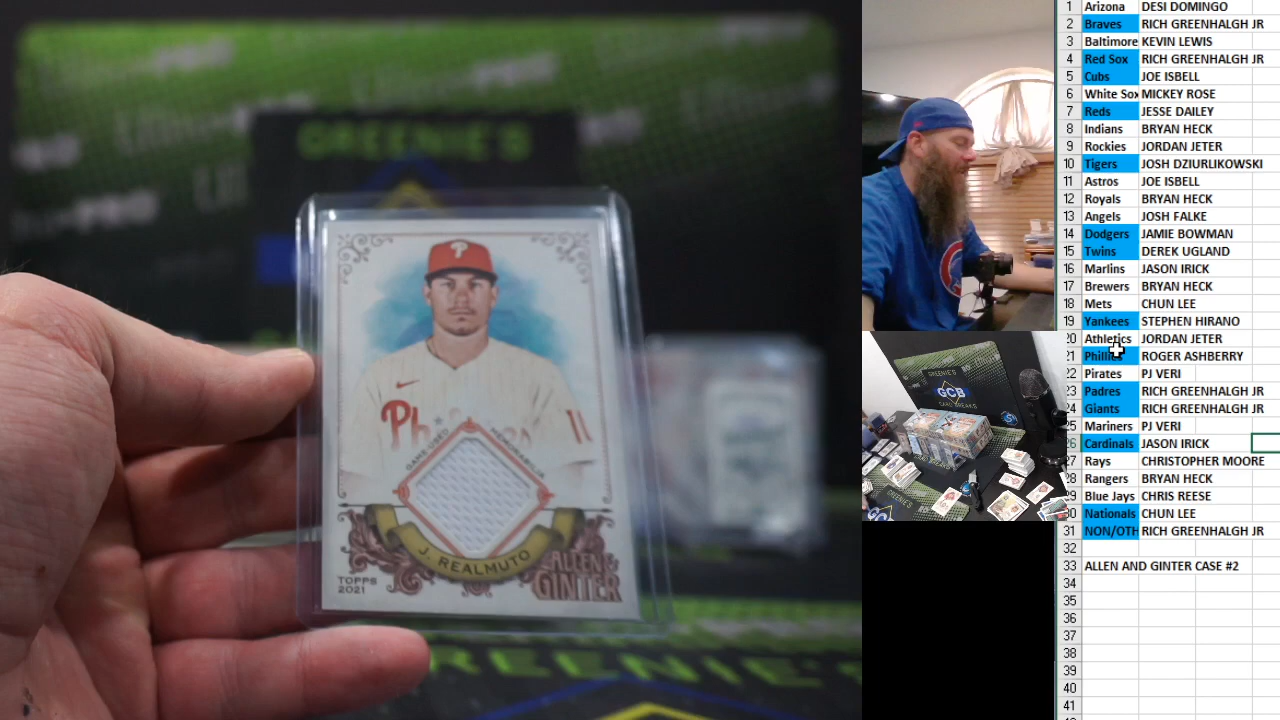 GREENIE'S
Ph
GAME-USED MEMORABILIA
J. REALMUTO
TOPPS
2021
ALLEN &
GINTER
GREENIE'S
GREENIE'S
GCB
CARD BREAKS
1 Arizona DESI DOMINGO
2 Braves RICH GREENHALGH JR
3 Baltimore KEVIN LEWIS
4 Red Sox RICH GREENHALGH JR
5 Cubs JOE ISBELL
6 White Sox MICKEY ROSE
7 Reds JESSE DAILEY
8 Indians BRYAN HECK
9 Rockies JORDAN JETER
10 Tigers JOSH DZIURLIKOWSKI
11 Astros JOE ISBELL
12 Royals BRYAN HECK
13 Angels JOSH FALKE
14 Dodgers JAMIE BOWMAN
15 Twins DEREK UGLAND
16 Marlins JASON IRICK
17 Brewers BRYAN HECK
18 Mets CHUN LEE
19 Yankees STEPHEN HIRANO
20 Athletics JORDAN JETER
21 Phillies ROGER ASHBERRY
22 Pirates PJ VERI
23 Padres RICH GREENHALGH JR
24 Giants RICH GREENHALGH JR
25 Mariners PJ VERI
26 Cardinals JASON IRICK
27 Rays CHRISTOPHER MOORE
28 Rangers BRYAN HECK
29 Blue Jays CHRIS REESE
30 Nationals CHUN LEE
31 NON/OTH RICH GREENHALGH JR
32
33 ALLEN AND GINTER CASE #2
34
35
36
37
38
39
40
41